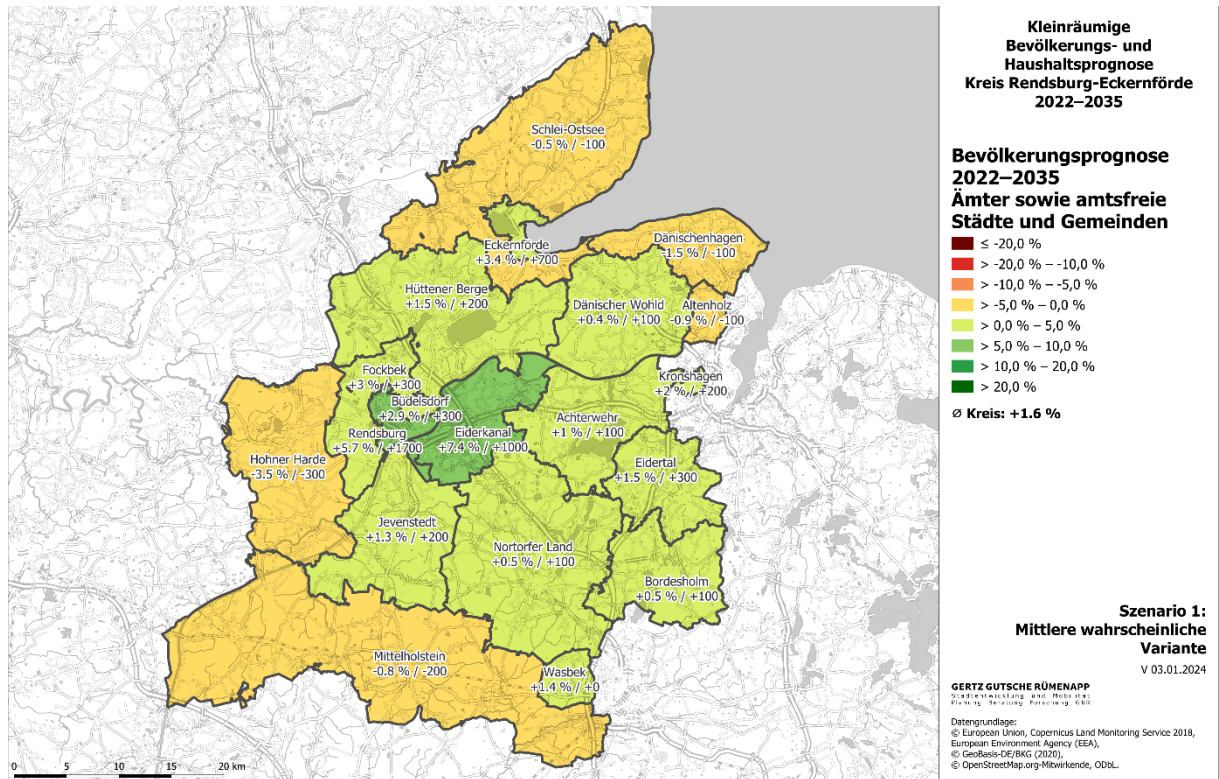 Schlei-Ostsee
-0.5 % / -100
Eckernförde
+3.4 % / +700
Dänischenhagen
-1.5 % / -100
Hüttener Berge
+1.5 % / +200
Dänischer Wohld
+0.4 % / +100
Altenholz
-0.9 % / -100
Fockbek
+3 % / +300
Büdelsdorf
+2.9 % / +300
Kronshagen
+2 % / +200
Rendsburg
+5.7 % / +1700
Eiderkanal
+7.4 % / +1000
Achterwehr
+1 % / +100
Hohner Harde
-3.5 % / -300
Eidertal
+1.5 % / +300
Jevenstedt
+1.3 % / +200
Nortorfer Land
+0.5 % / +100
Bordesholm
+0.5 % / +100
Mittelholstein
-0.8 % / -200
Wasbek
+1.4 % / +0
0 5 10 15 20 km
Kleinräumige
Bevölkerungs- und
Haushaltsprognose
Kreis Rendsburg-Eckernförde
2022–2035
Bevölkerungsprognose
2022–2035
Ämter sowie amtsfreie
Städte und Gemeinden
≤ -20,0 %
> -20,0 % – -10,0 %
> -10,0 % – -5,0 %
> -5,0 % – 0,0 %
> 0,0 % – 5,0 %
> 5,0 % – 10,0 %
> 10,0 % – 20,0 %
> 20,0 %
∅ Kreis: +1.6 %
Szenario 1:
Mittlere wahrscheinliche
Variante
V 03.01.2024
GERTZ GUTSCHE RÜMENAPP
Stadtentwicklung und Mobilität
Planung Beratung Forschung GbR
Datengrundlage:
© European Union, Copernicus Land Monitoring Service 2018,
European Environment Agency (EEA),
© GeoBasis-DE/BKG (2020),
© OpenStreetMap.org-Mitwirkende, ODbL.